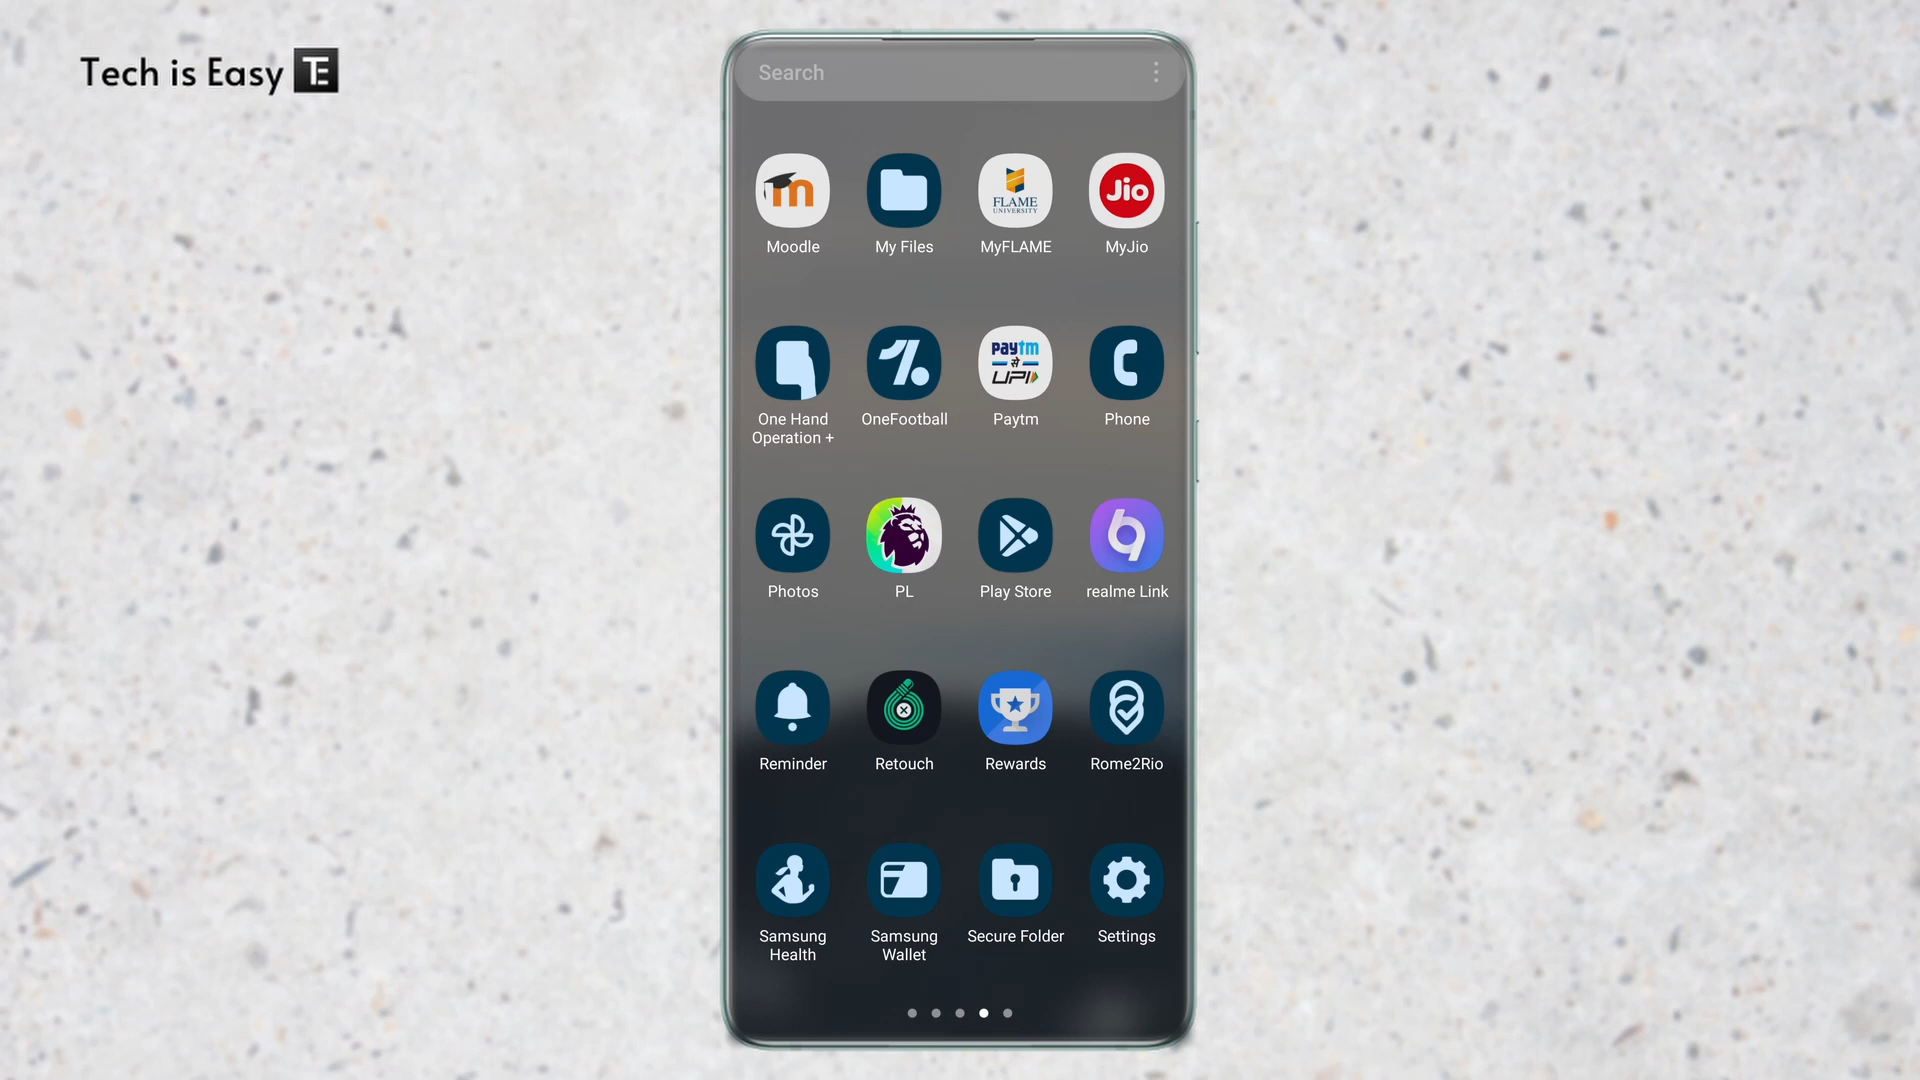 Tech is Easy TE
Search
Moodle
My Files
FLAME
UNIVERSITY
MyFLAME
Jio
MyJio
One Hand
Operation +
OneFootball
paytm
से
UPI
Paytm
Phone
Photos
PL
Play Store
realme Link
Reminder
Retouch
Rewards
Rome2Rio
Samsung
Health
Samsung
Wallet
Secure Folder
Settings